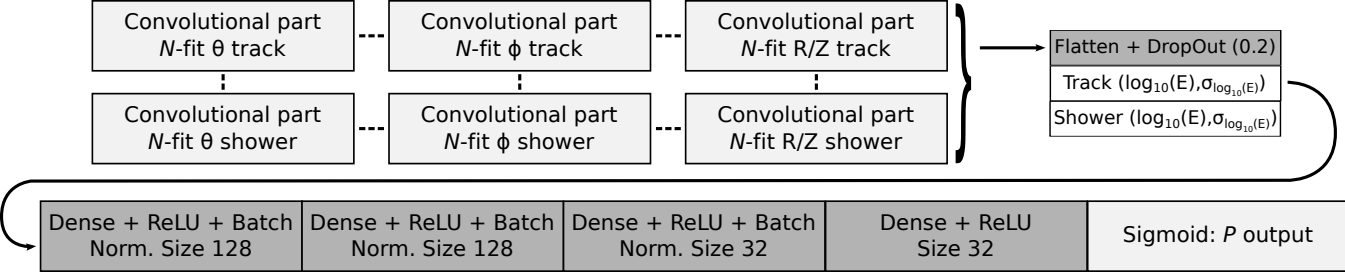 Convolutional part
N-fit θ track
Convolutional part
N-fit ϕ track
Convolutional part
N-fit R/Z track
Convolutional part
N-fit θ shower
Convolutional part
N-fit ϕ shower
Convolutional part
N-fit R/Z shower
Flatten + DropOut (0.2)
Track (log₁₀(E),σ_log₁₀(E))
Shower (log₁₀(E),σ_log₁₀(E))
Dense + ReLU + Batch
Norm. Size 128
Dense + ReLU + Batch
Norm. Size 128
Dense + ReLU + Batch
Norm. Size 32
Dense + ReLU
Size 32
Sigmoid: P output